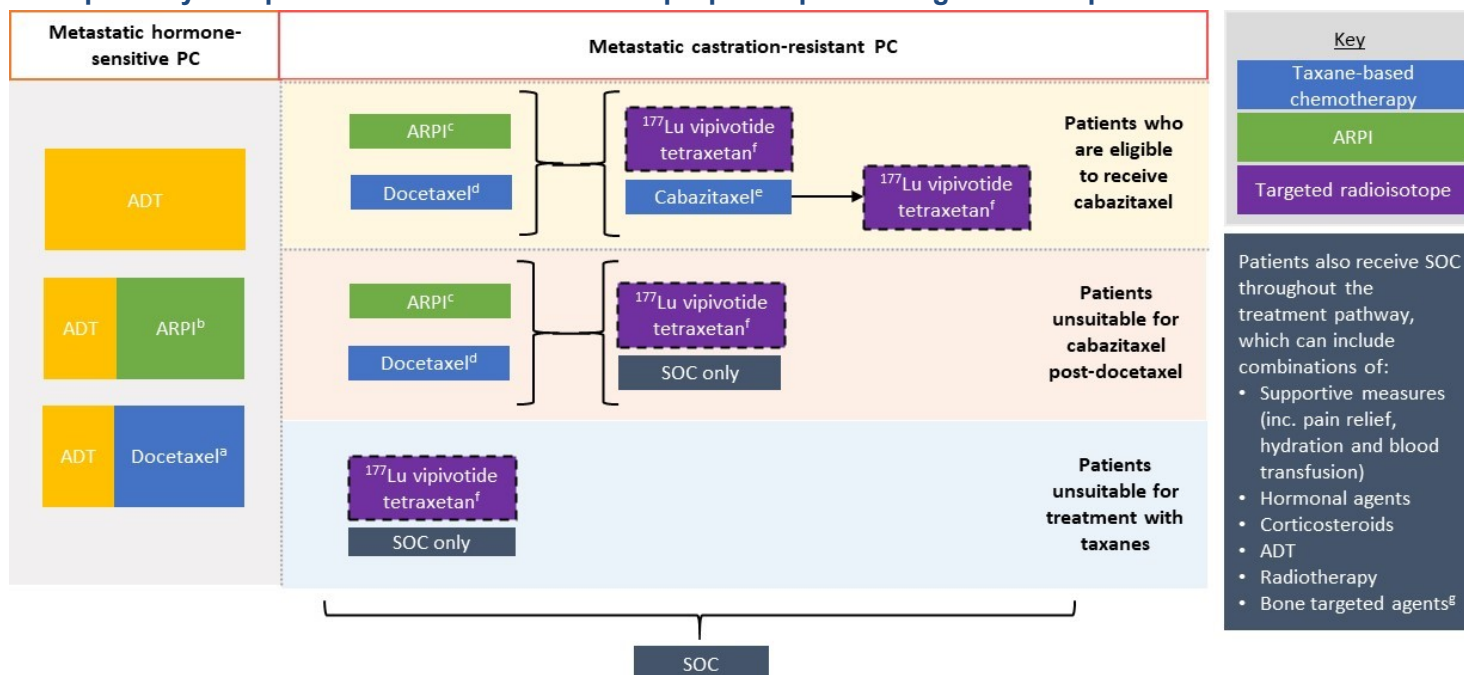 Metastatic hormone-
sensitive PC
Metastatic castration-resistant PC
ADT
ADT
ARPIᵇ
ADT
Docetaxelᵃ
ARPIᶜ
Docetaxelᵈ
¹⁷⁷Lu vipivotide
tetraxetanᶠ
Cabazitaxelᵉ
¹⁷⁷Lu vipivotide
tetraxetanᶠ
Patients who
are eligible
to receive
cabazitaxel
ARPIᶜ
Docetaxelᵈ
¹⁷⁷Lu vipivotide
tetraxetanᶠ
SOC only
Patients
unsuitable for
cabazitaxel
post-docetaxel
¹⁷⁷Lu vipivotide
tetraxetanᶠ
SOC only
Patients
unsuitable for
treatment with
taxanes
SOC
Key
Taxane-based
chemotherapy
ARPI
Targeted radioisotope
Patients also receive SOC
throughout the
treatment pathway,
which can include
combinations of:
• Supportive measures
(inc. pain relief,
hydration and blood
transfusion)
• Hormonal agents
• Corticosteroids
• ADT
• Radiotherapy
• Bone targeted agentsᵍ